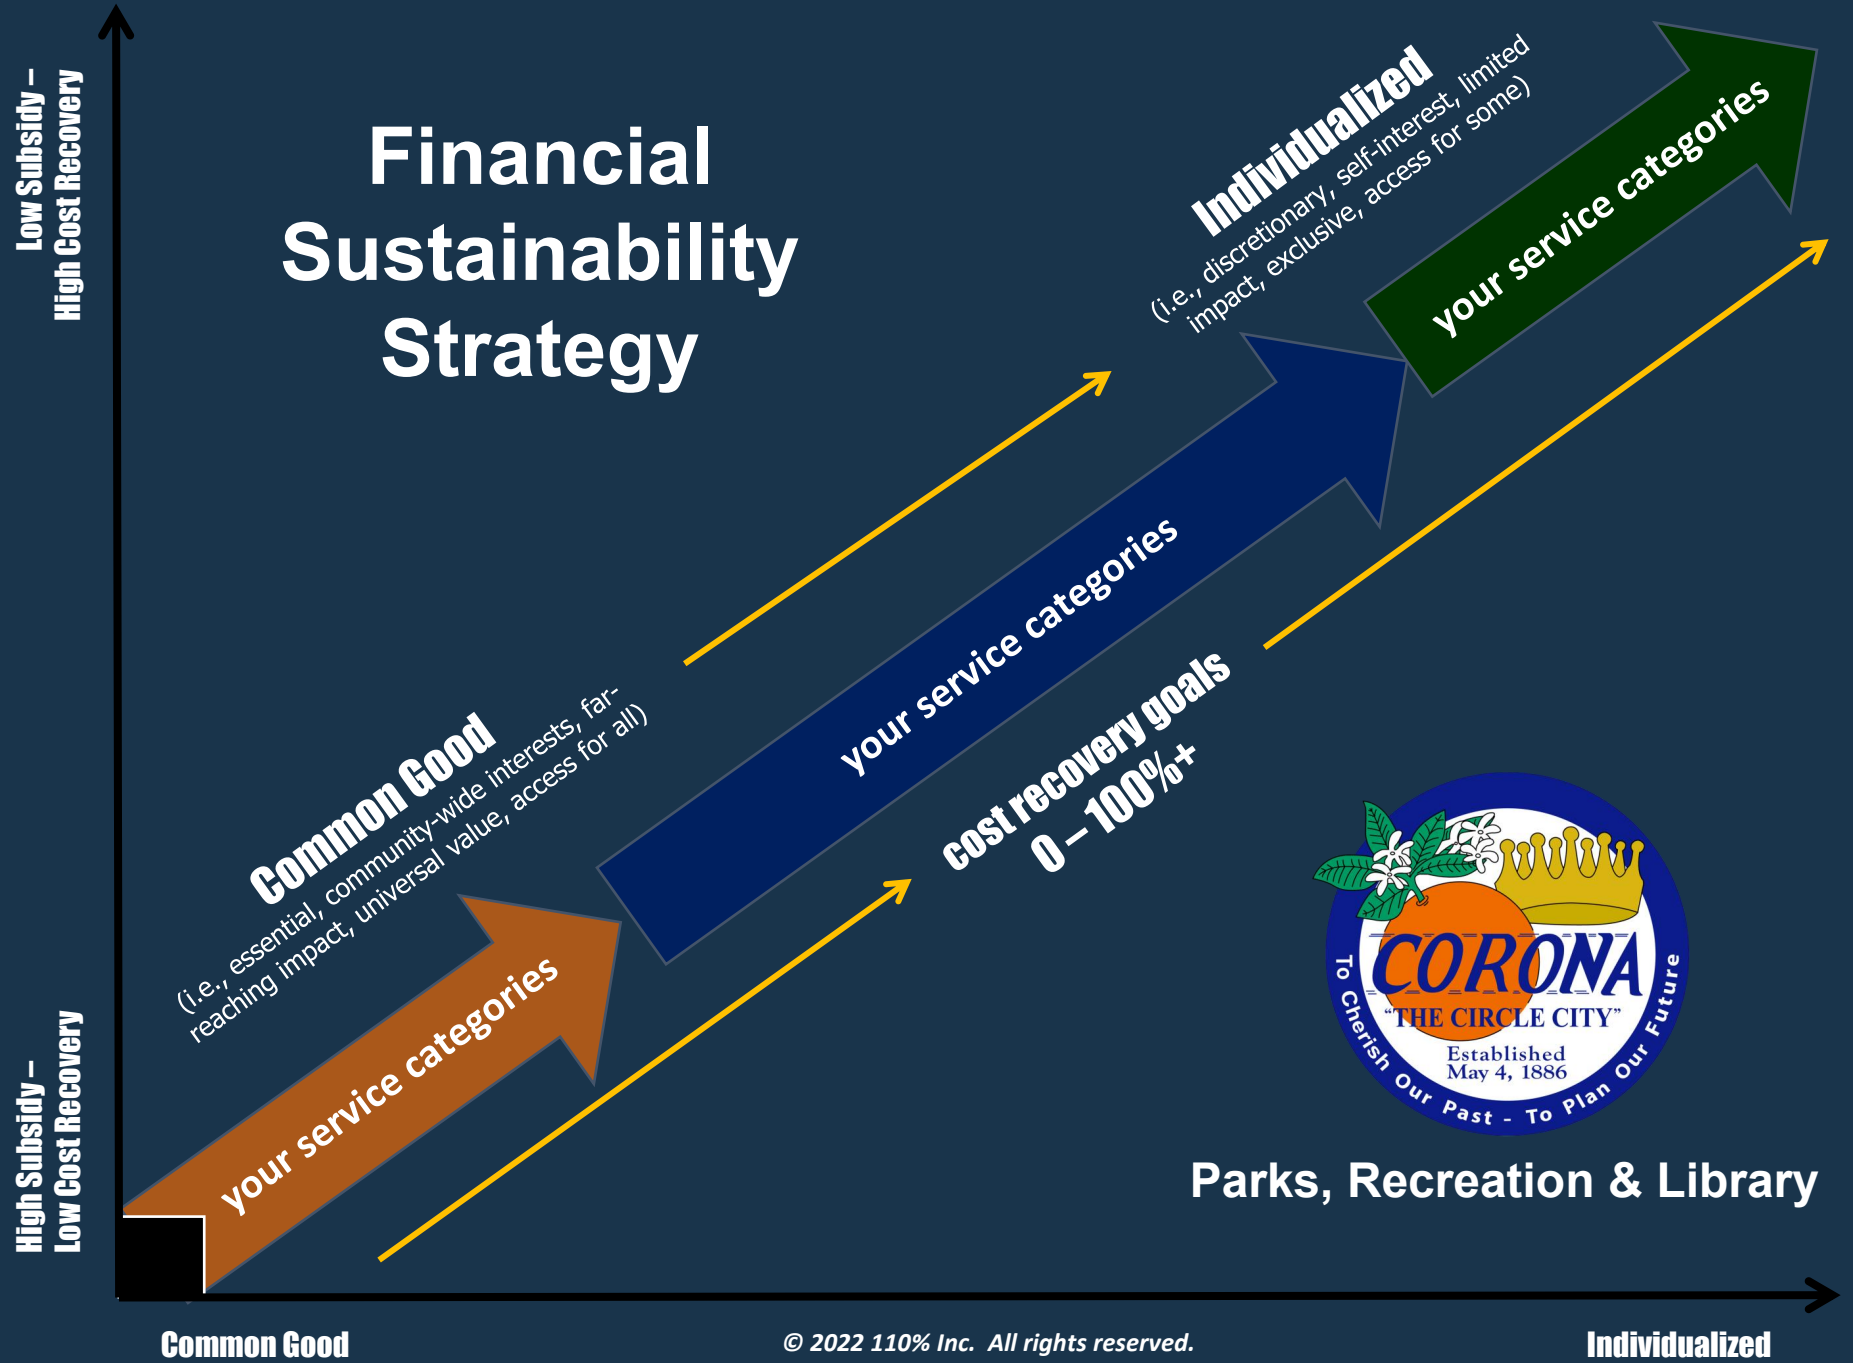 Low Subsidy –
High Cost Recovery
Financial
Sustainability
Strategy
Individualized
(i.e., discretionary, self-interest, limited
impact, exclusive, access for some)
your service categories
your service categories
cost recovery goals
0 – 100%+
Common Good
(i.e., essential, community-wide interests, far-
reaching impact, universal value, access for all)
your service categories
High Subsidy –
Low Cost Recovery
CORONA
"THE CIRCLE CITY"
Established
May 4, 1886
To Cherish Our Past - To Plan Our Future
Parks, Recreation & Library
Common Good
© 2022 110% Inc. All rights reserved.
Individualized